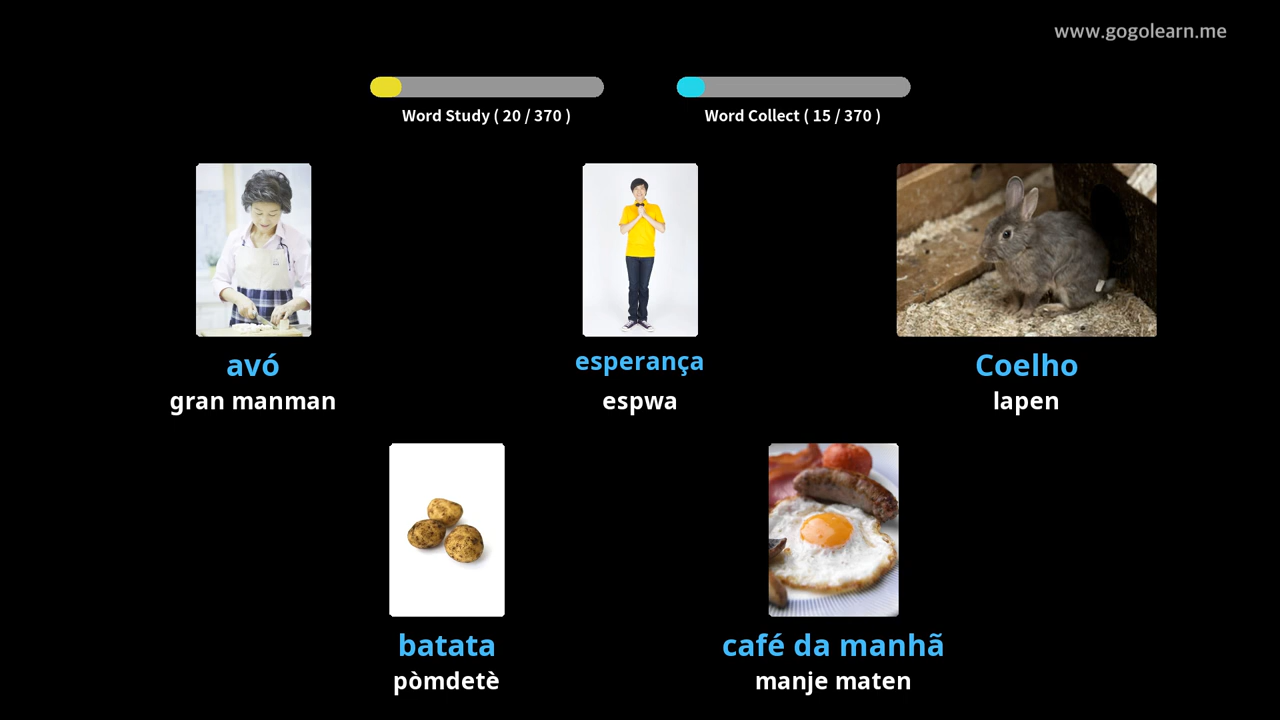 www.gogolearn.me
Word Study ( 20 / 370 )
Word Collect ( 15 / 370 )
avó
gran manman
esperança
espwa
Coelho
lapen
batata
pòmdetè
café da manhã
manje maten